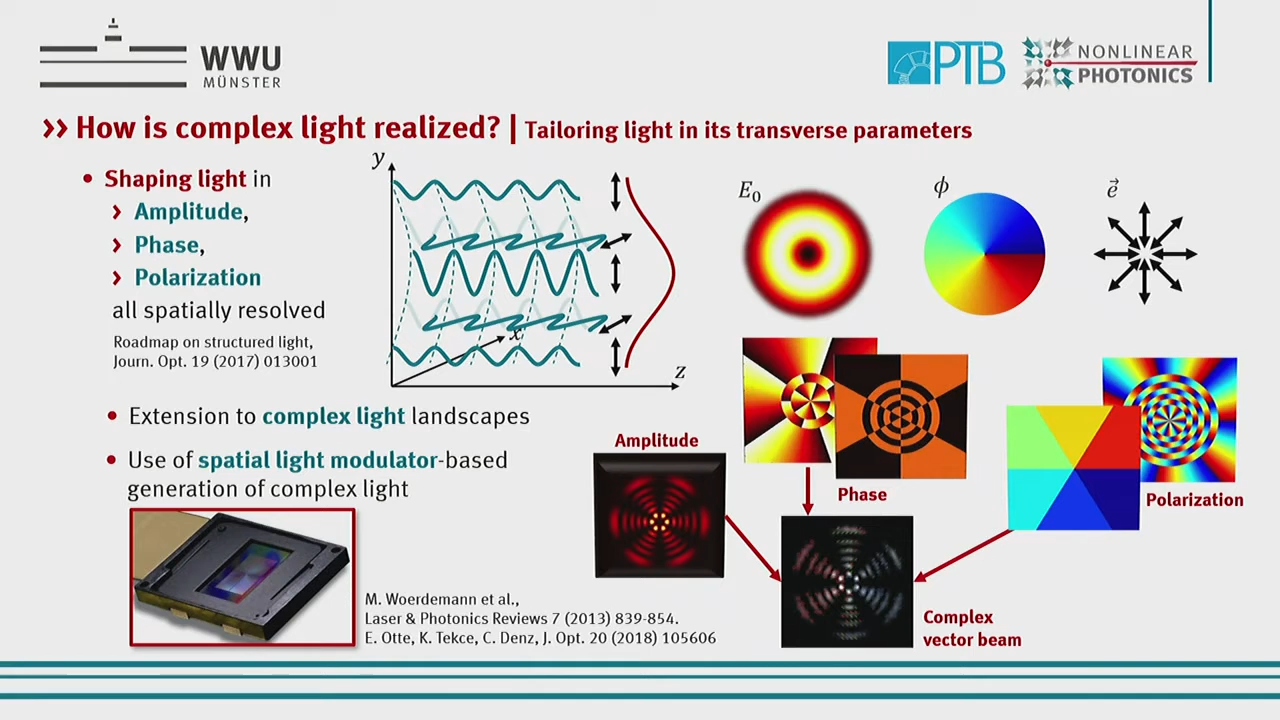 WWU
MÜNSTER
PTB
NONLINEAR
PHOTONICS
›› How is complex light realized? | Tailoring light in its transverse parameters
• Shaping light in
› Amplitude,
› Phase,
› Polarization
all spatially resolved
Roadmap on structured light,
Journ. Opt. 19 (2017) 013001
y
x
z
E₀
ϕ
e⃗
• Extension to complex light landscapes
• Use of spatial light modulator-based
generation of complex light
Amplitude
Phase
Polarization
Complex
vector beam
M. Woerdemann et al.,
Laser & Photonics Reviews 7 (2013) 839-854.
E. Otte, K. Tekce, C. Denz, J. Opt. 20 (2018) 105606